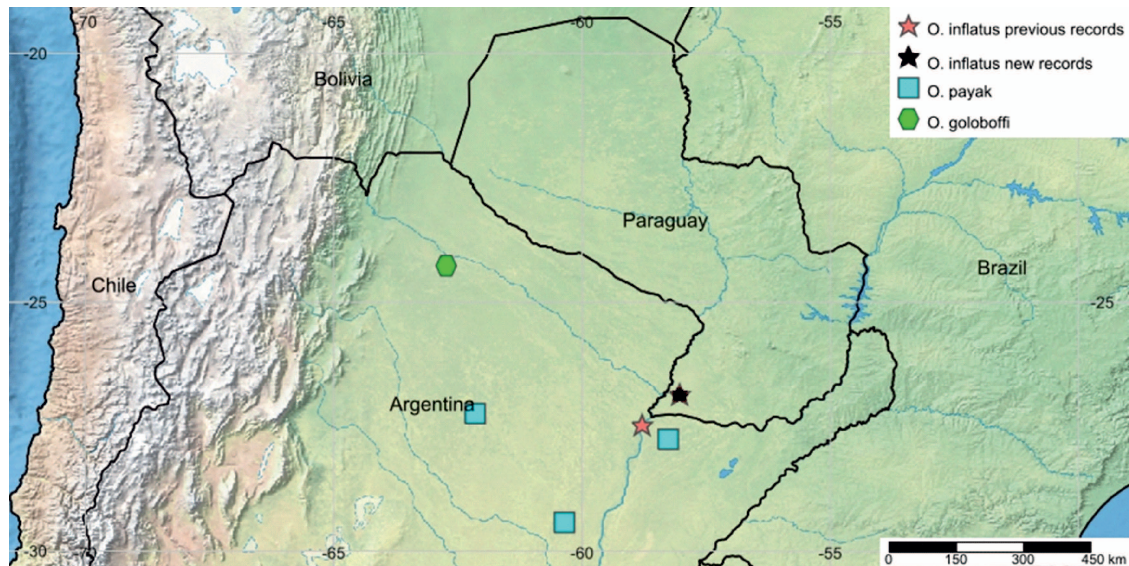 -70 -65 -60 -55
-20
Bolivia
O. inflatus previous records
O. inflatus new records
O. payak
O. goloboffi
Paraguay
Brazil
Chile
-25 -25
Argentina
-30 -70 -65 -60 -55
0 150 300 450 km